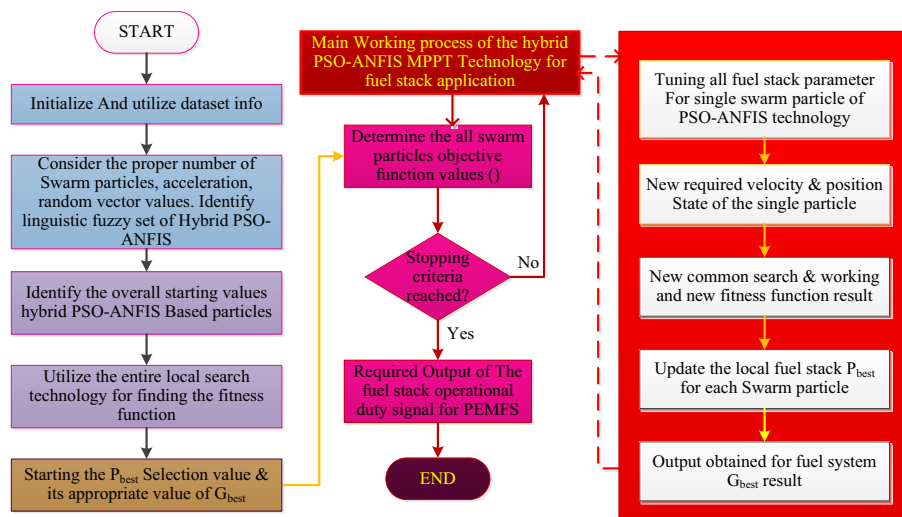 START
Initialize And utilize dataset info
Consider the proper number of
Swarm particles, acceleration,
random vector values. Identify
linguistic fuzzy set of Hybrid PSO-
ANFIS
Identify the overall starting values
hybrid PSO-ANFIS Based particles
Utilize the entire local search
technology for finding the fitness
function
Starting the Pbest Selection value &
its appropriate value of Gbest
Main Working process of the hybrid
PSO-ANFIS MPPT Technology for
fuel stack application
Determine the all swarm
particles objective
function values ()
Stopping
criteria
reached?
No
Yes
Required Output of The
fuel stack operational
duty signal for PEMFS
END
Tuning all fuel stack parameter
For single swarm particle of
PSO-ANFIS technology
New required velocity & position
State of the single particle
New common search & working
and new fitness function result
Update the local fuel stack Pbest
for each Swarm particle
Output obtained for fuel system
Gbest result